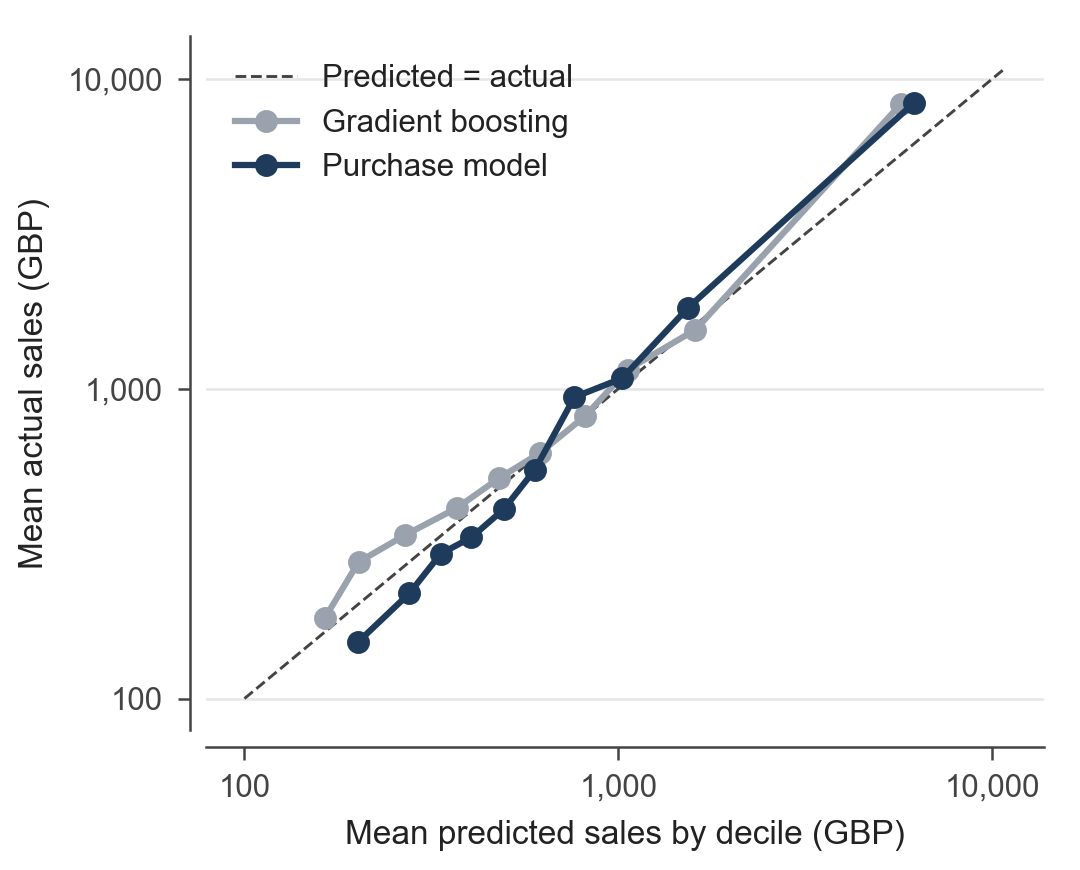 10,000
1,000
100
Mean actual sales (GBP)
Predicted = actual
Gradient boosting
Purchase model
100
1,000
10,000
Mean predicted sales by decile (GBP)